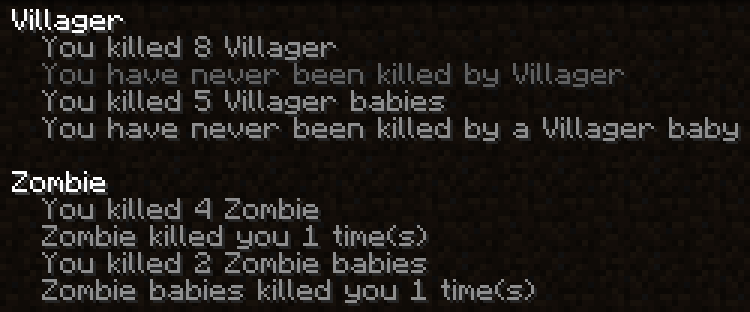 Villager
You killed 8 Villager
You have never been killed by Villager
You killed 5 Villager babies
You have never been killed by a Villager baby
Zombie
You killed 4 Zombie
Zombie killed you 1 time(s)
You killed 2 Zombie babies
Zombie babies killed you 1 time(s)